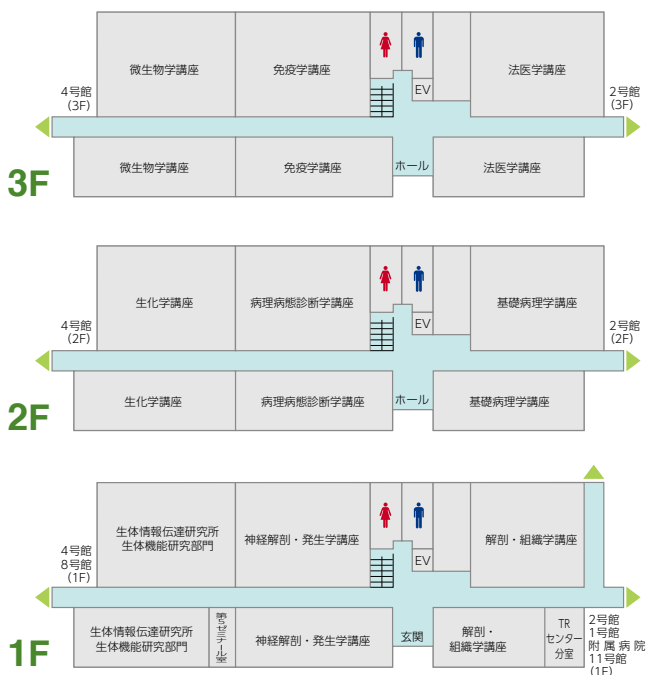 微生物学講座
免疫学講座
法医学講座
EV
4号館
(3F)
2号館
(3F)
微生物学講座
免疫学講座
ホール
法医学講座
3F
生化学講座
病理病態診断学講座
基礎病理学講座
EV
4号館
(2F)
2号館
(2F)
生化学講座
病理病態診断学講座
ホール
基礎病理学講座
2F
生体情報伝達研究所
生体機能研究部門
神経解剖・発生学講座
解剖・組織学講座
EV
4号館
8号館
(1F)
生体情報伝達研究所
生体機能研究部門
第5ゼミナール室
神経解剖・発生学講座
玄関
解剖・
組織学講座
TR
センター
分室
2号館
1号館
附属病院
11号館
(1F)
1F